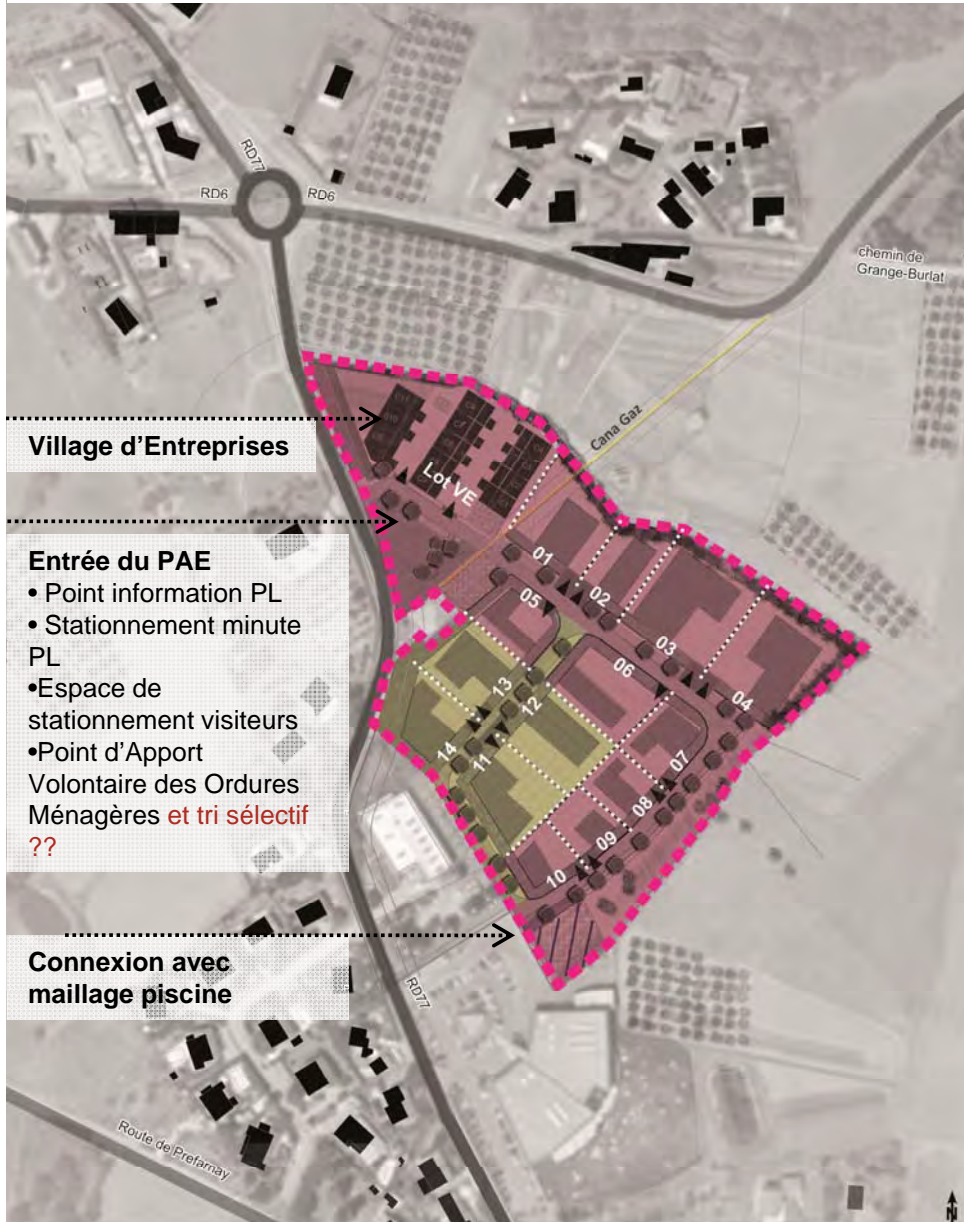 RD77
RD6
RD6
chemin de
Grange-Burlat
Cana Gaz
Village d'Entreprises
Lot VE
Entrée du PAE
• Point information PL
• Stationnement minute
PL
•Espace de
stationnement visiteurs
•Point d'Apport
Volontaire des Ordures
Ménagères et tri sélectif
??
01
02
03
04
05
06
07
08
09
10
11
12
13
14
Connexion avec
maillage piscine
RD77
Route de Prefarnay
N